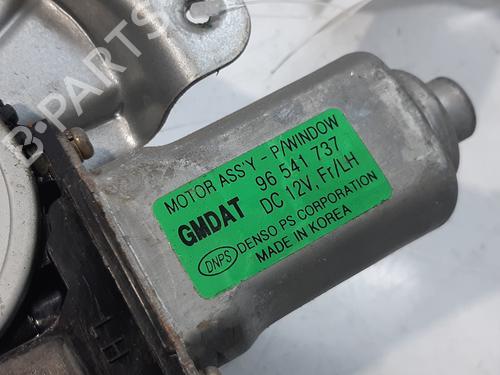 MOTOR ASS'Y - P/WINDOW
GMDAT 96 541 737
DC 12V, Fr/LH
DNPS DENSO PS CORPORATION
MADE IN KOREA
LH
B-PARTS